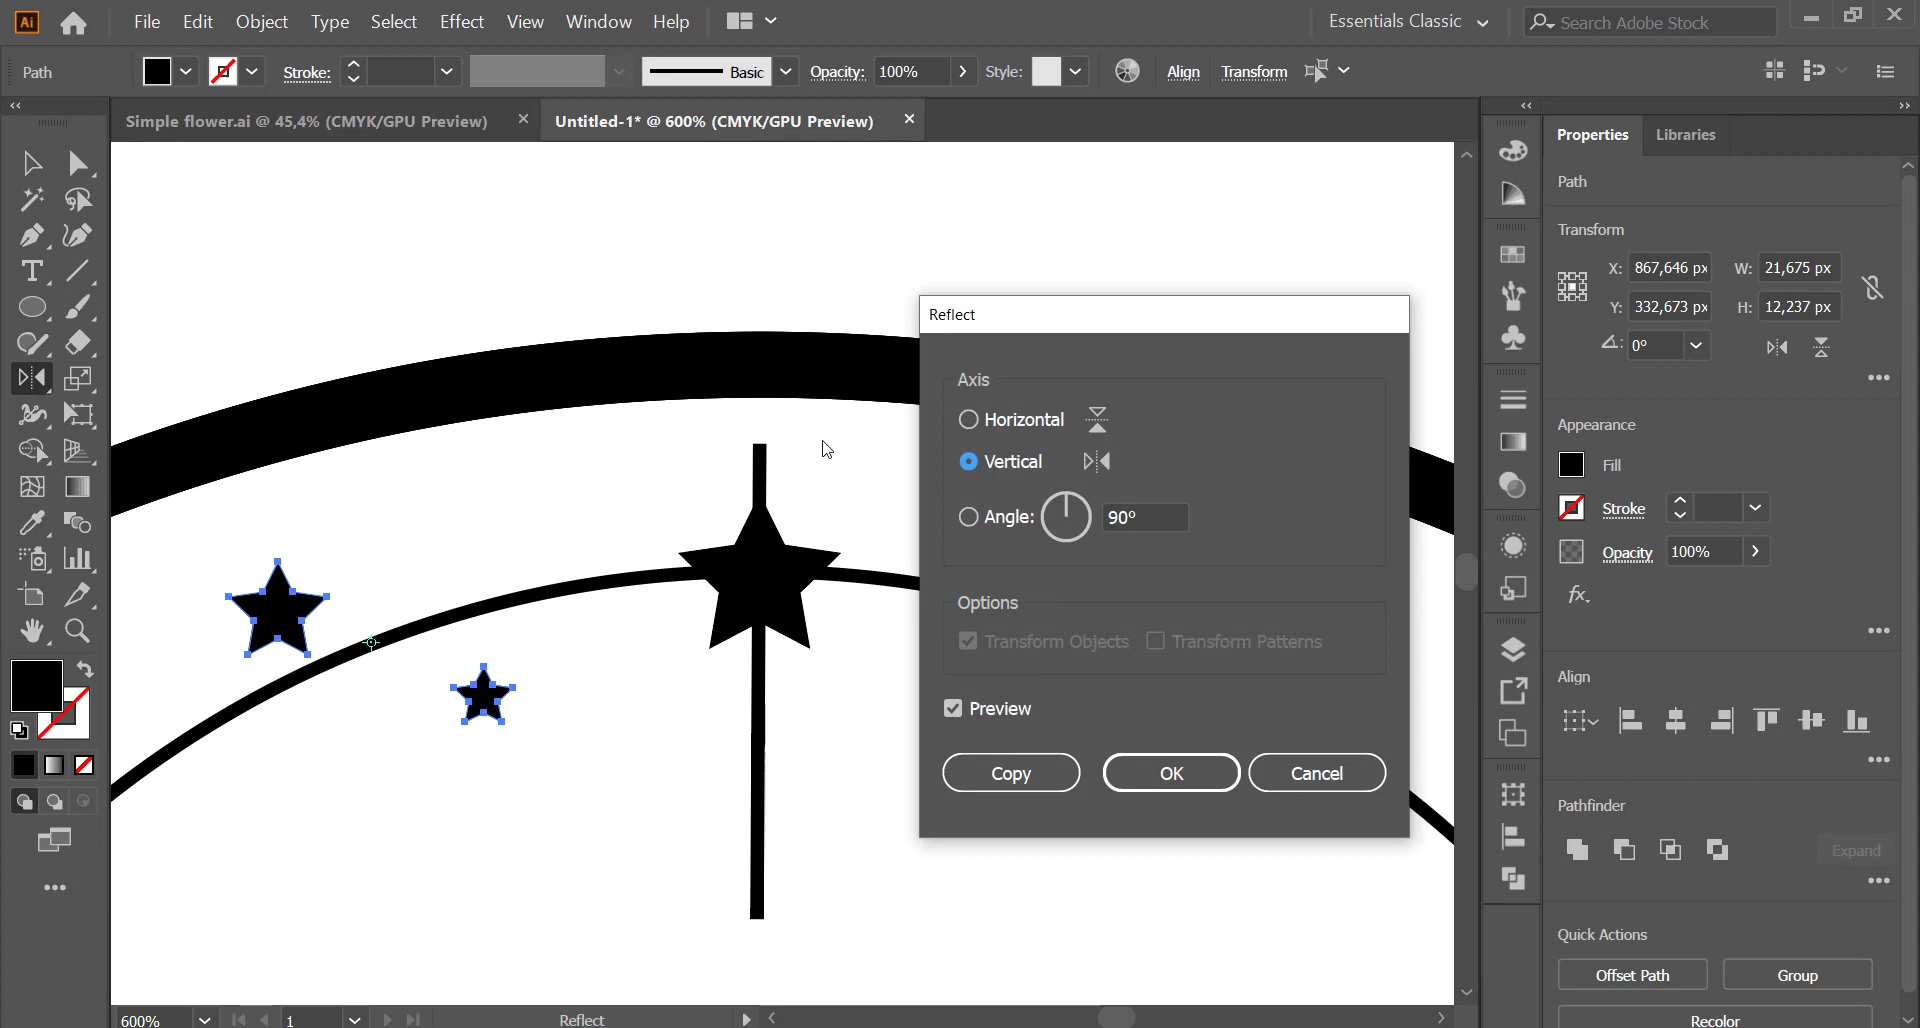 Ai File Edit Object Type Select Effect View Window Help Essentials Classic Search Adobe Stock
Path Stroke: Basic Opacity: 100% Style: Align Transform
Simple flower.ai @ 45,4% (CMYK/GPU Preview) Untitled-1* @ 600% (CMYK/GPU Preview)
Properties Libraries
Path
Transform
X: 867,646 px W: 21,675 px
Y: 332,673 px H: 12,237 px
0°
Reflect
Axis
Horizontal
Vertical
Angle: 90°
Options
Transform Objects Transform Patterns
Preview
Copy OK Cancel
Appearance
Fill
Stroke
Opacity 100%
fx
Align
Pathfinder
Expand
Quick Actions
Offset Path Group
Recolor
600% 1 Reflect